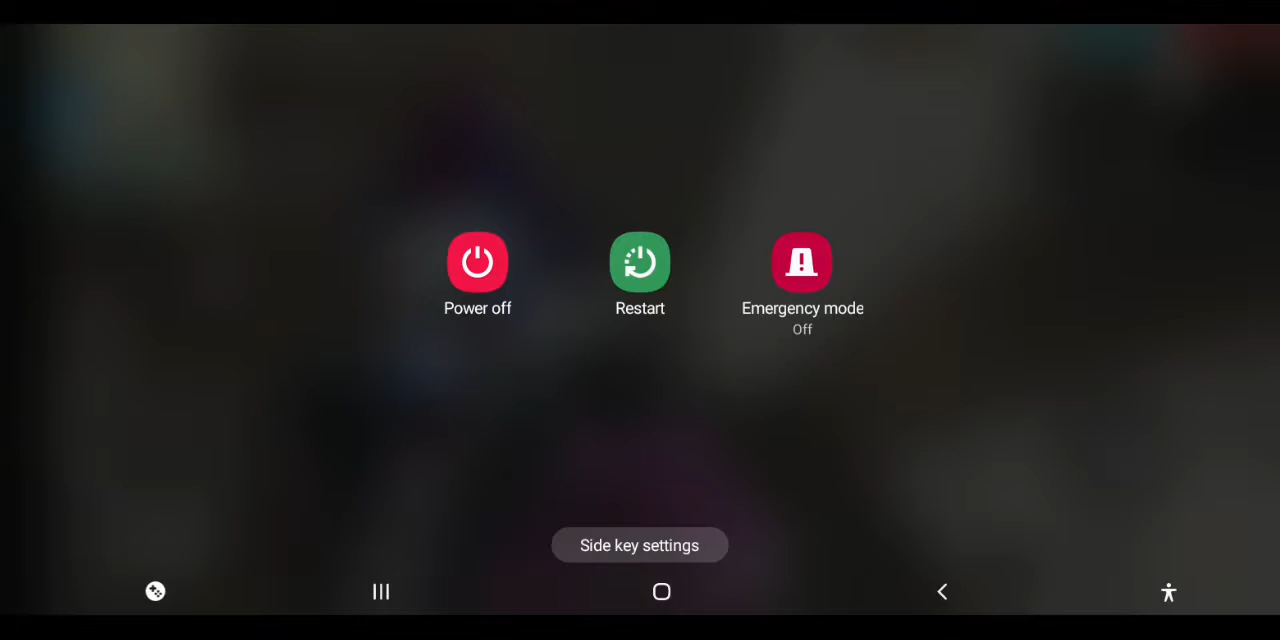 Power off
Restart
Emergency mode
Off
Side key settings